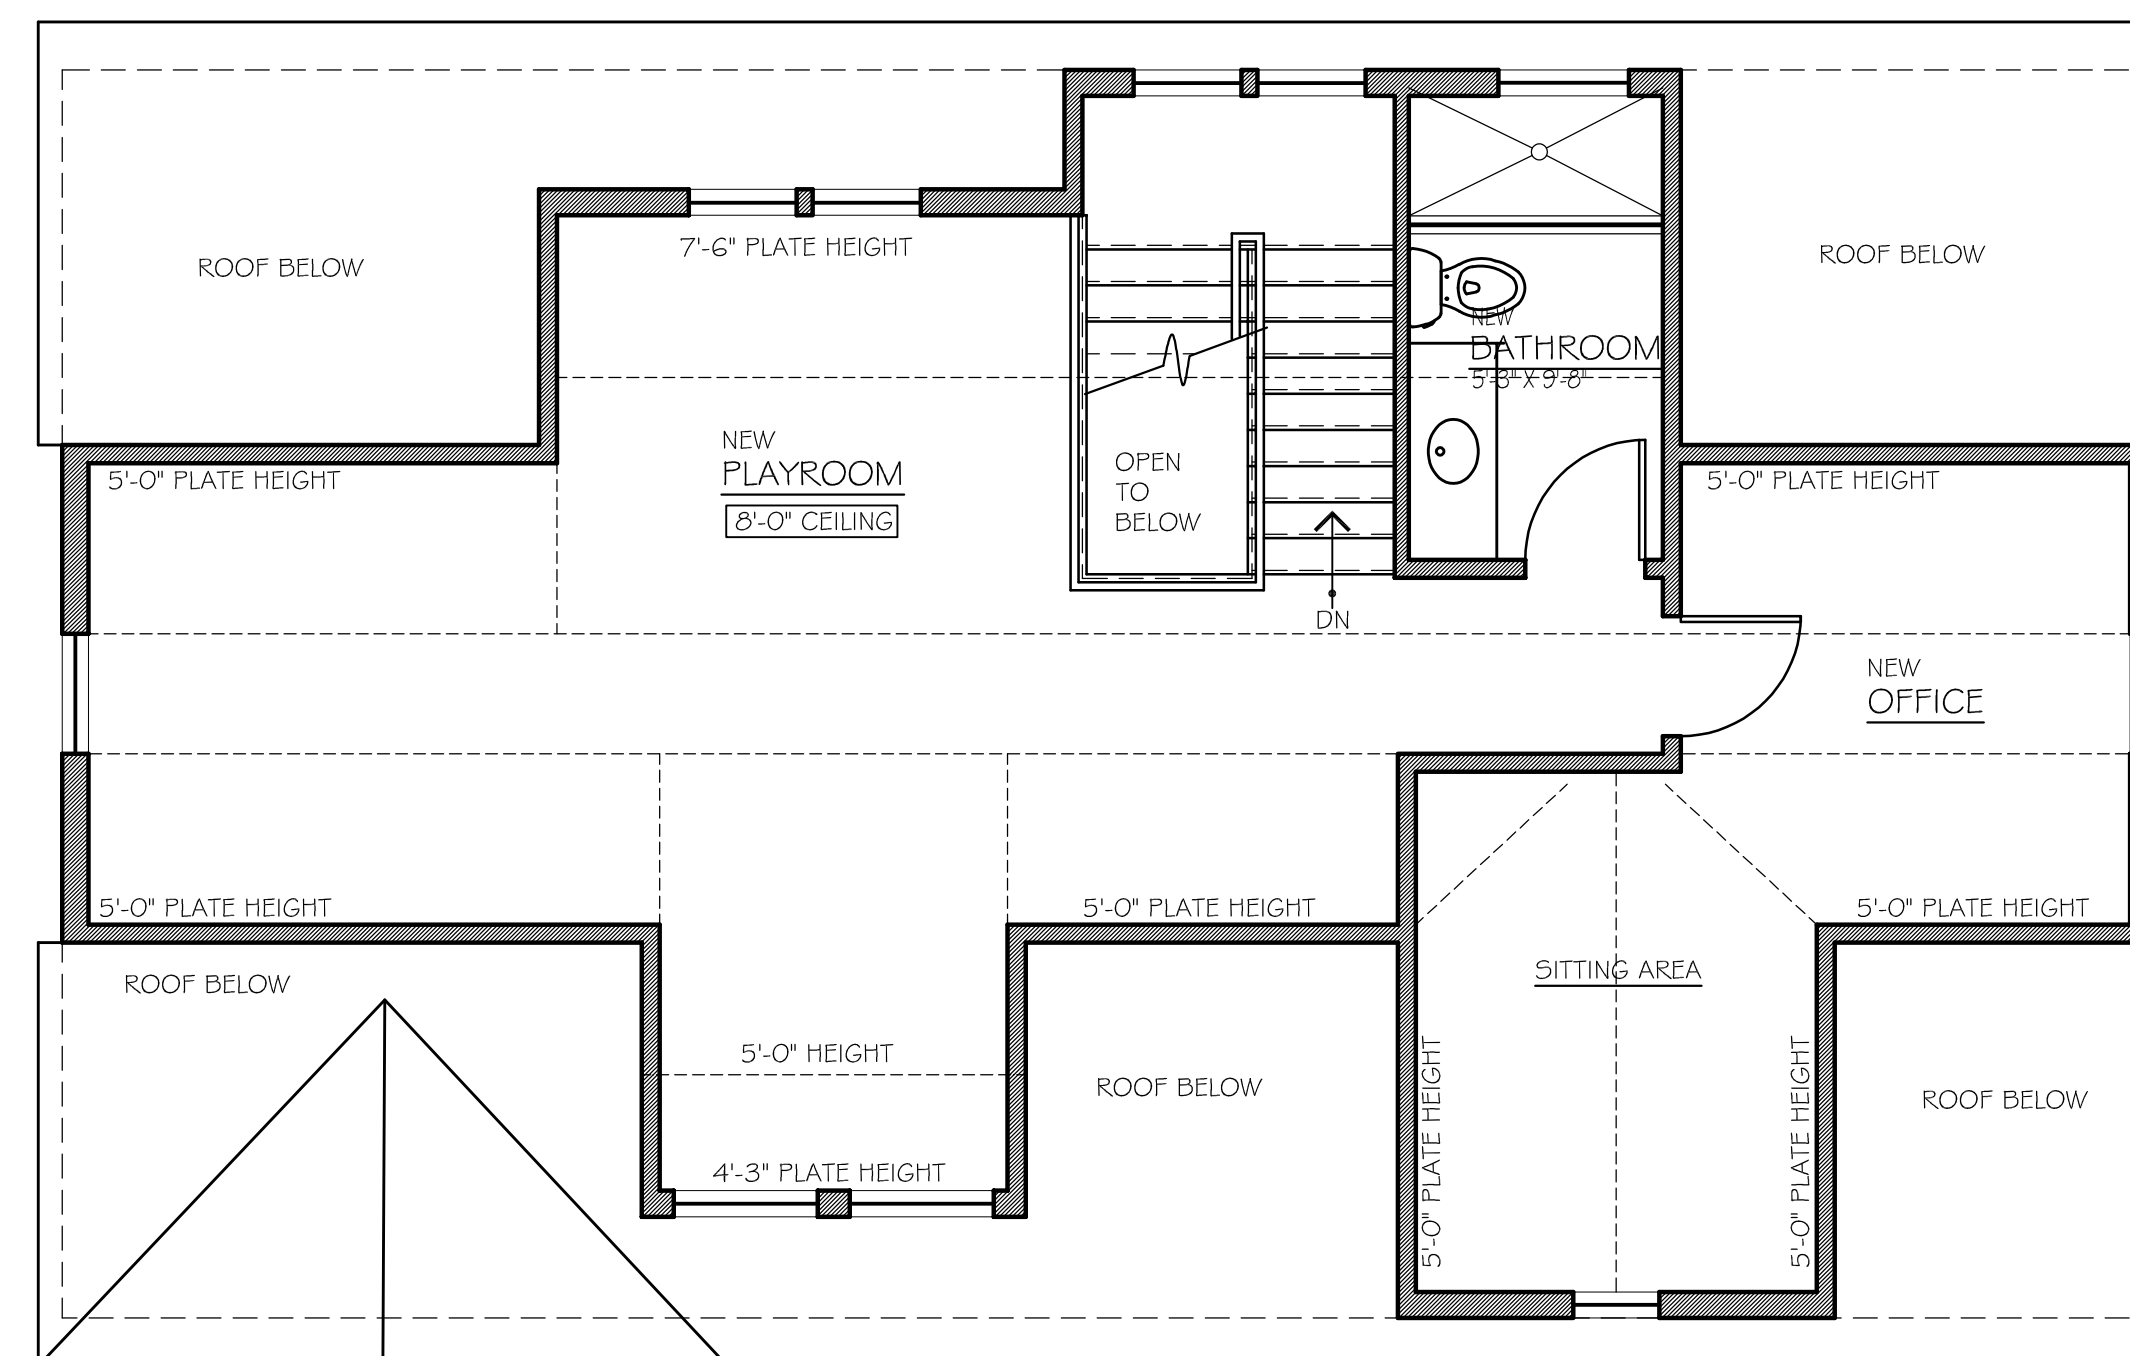 7'-6" PLATE HEIGHT
ROOF BELOW
ROOF BELOW
NEW
BATHROOM
5'-3" X 9'-8"
NEW
PLAYROOM
8'-0" CEILING
OPEN
TO
BELOW
5'-0" PLATE HEIGHT
5'-0" PLATE HEIGHT
DN
NEW
OFFICE
5'-0" PLATE HEIGHT
5'-0" PLATE HEIGHT
5'-0" PLATE HEIGHT
ROOF BELOW
SITTING AREA
5'-0" HEIGHT
ROOF BELOW
5'-0" PLATE HEIGHT
5'-0" PLATE HEIGHT
ROOF BELOW
4'-3" PLATE HEIGHT